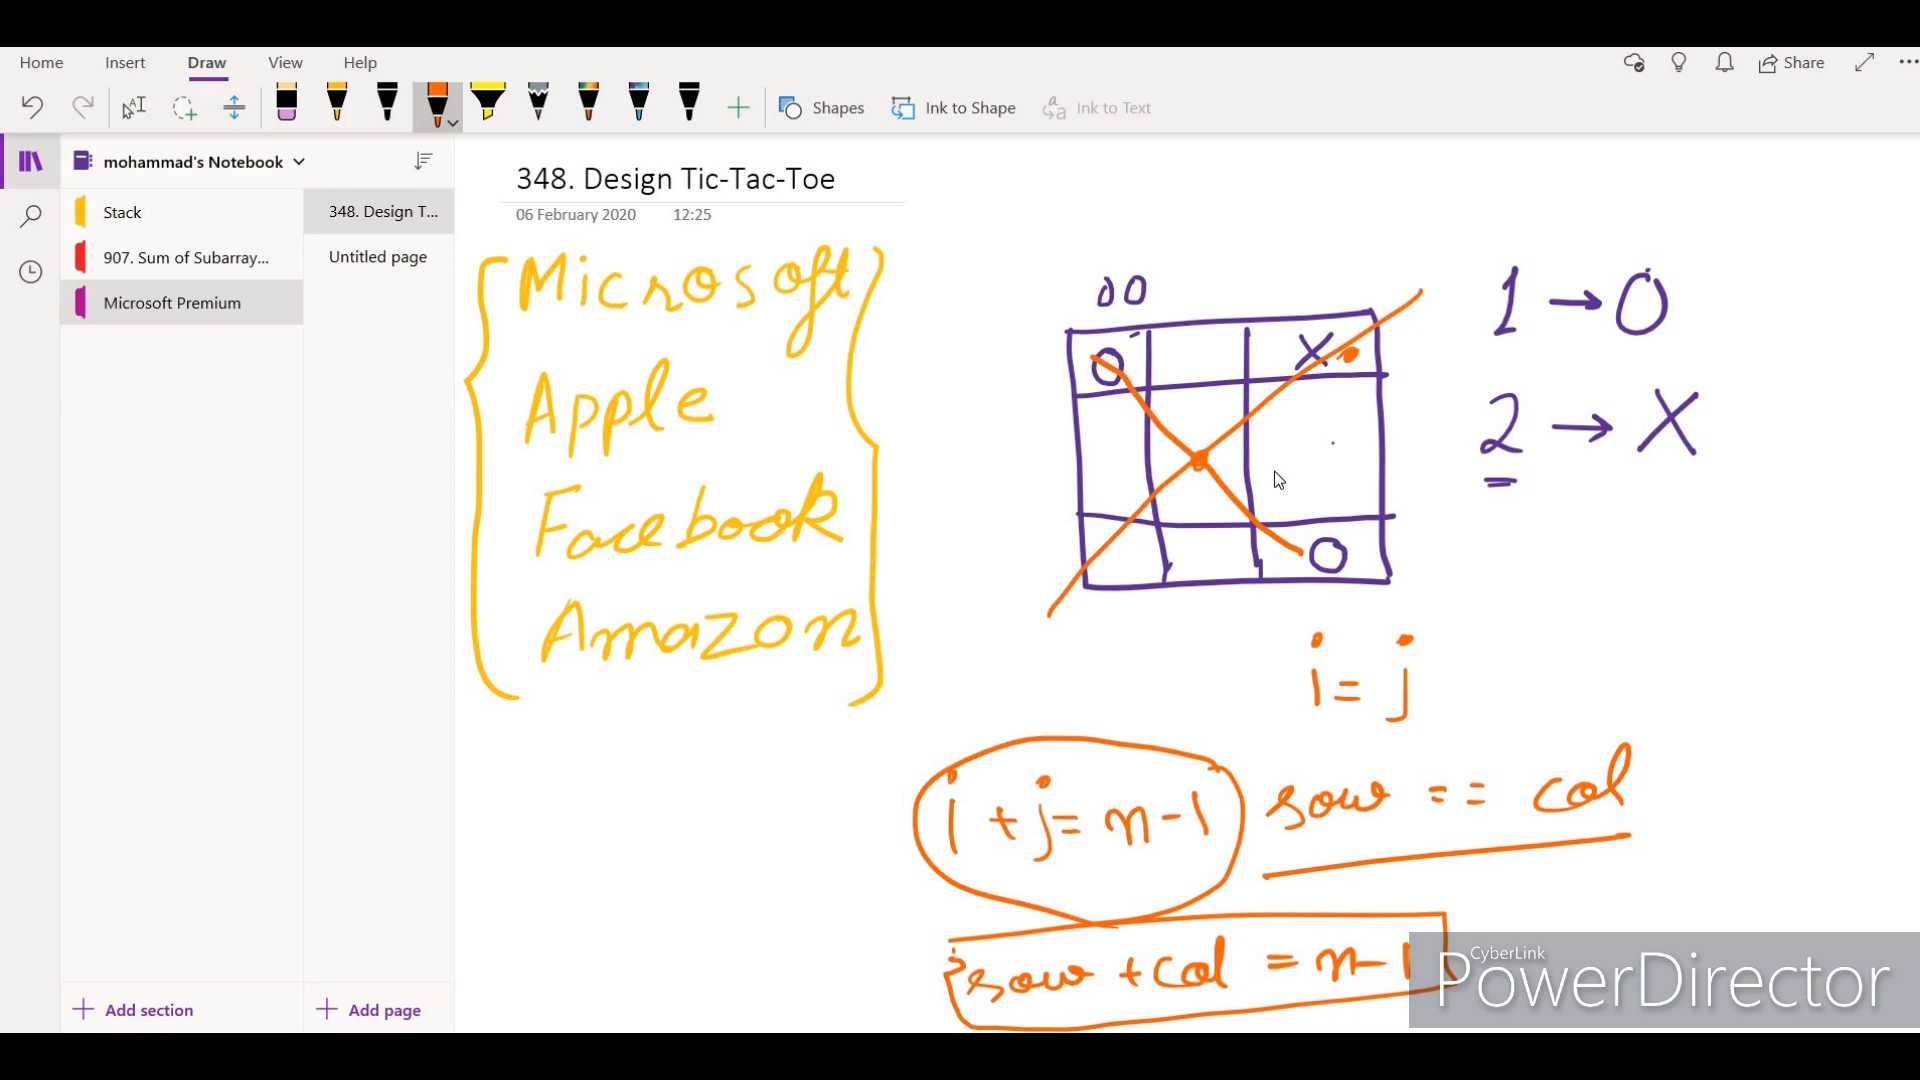 Home Insert Draw View Help
Share
Shapes Ink to Shape Ink to Text
mohammad's Notebook
Stack
907. Sum of Subarray...
Microsoft Premium
348. Design T...
Untitled page
Add section
Add page
348. Design Tic-Tac-Toe
06 February 2020 12:25
Microsoft
Apple
Facebook
Amazon
00
O X
O
1 → O
2 → X
i = j
i + j = n-1
row == col
row + col = n-1
CyberLink
PowerDirector